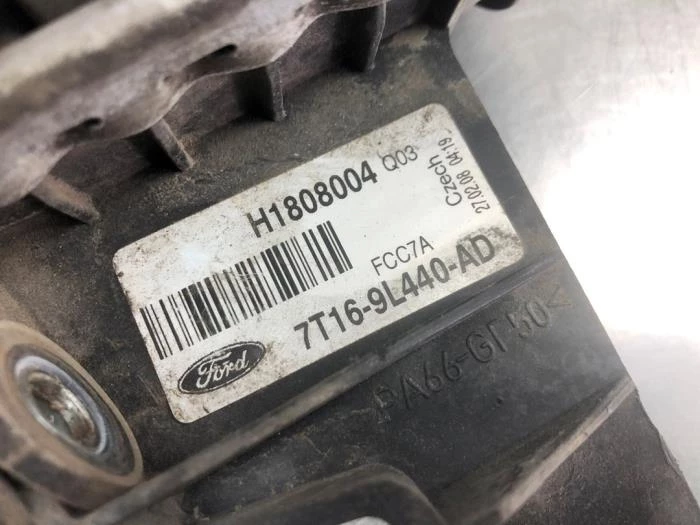 H1808004 Q03
Czech
27.02.08 04:19
FCC7A
7T16-9L440-AD
Ford
PA66-GF50<